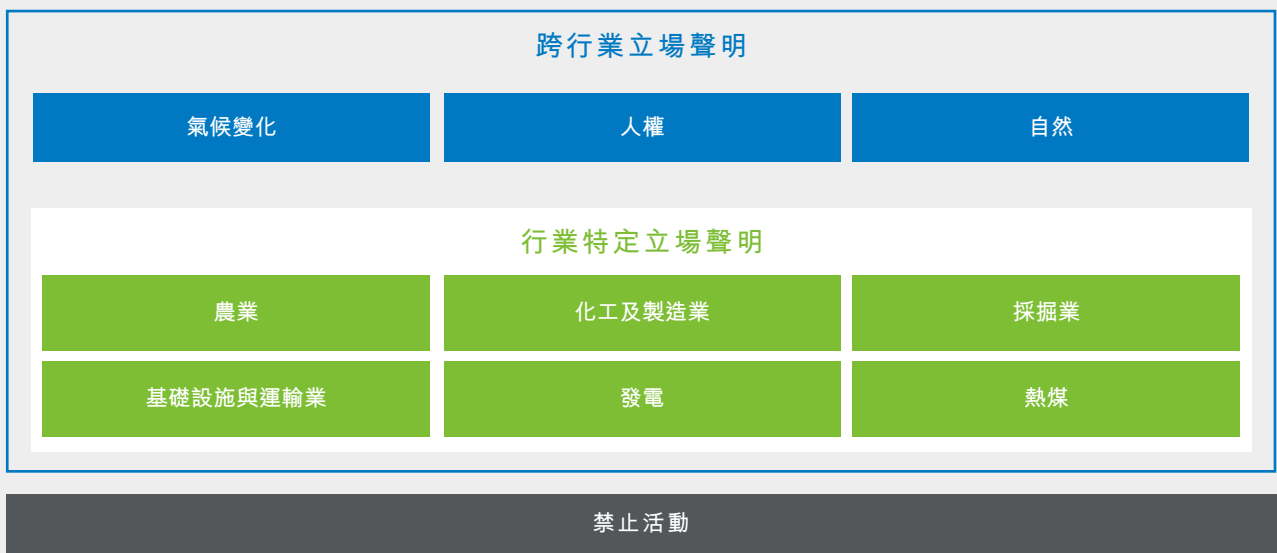 跨行業立場聲明
氣候變化
人權
自然
行業特定立場聲明
農業
化工及製造業
採掘業
基礎設施與運輸業
發電
熱煤
禁止活動